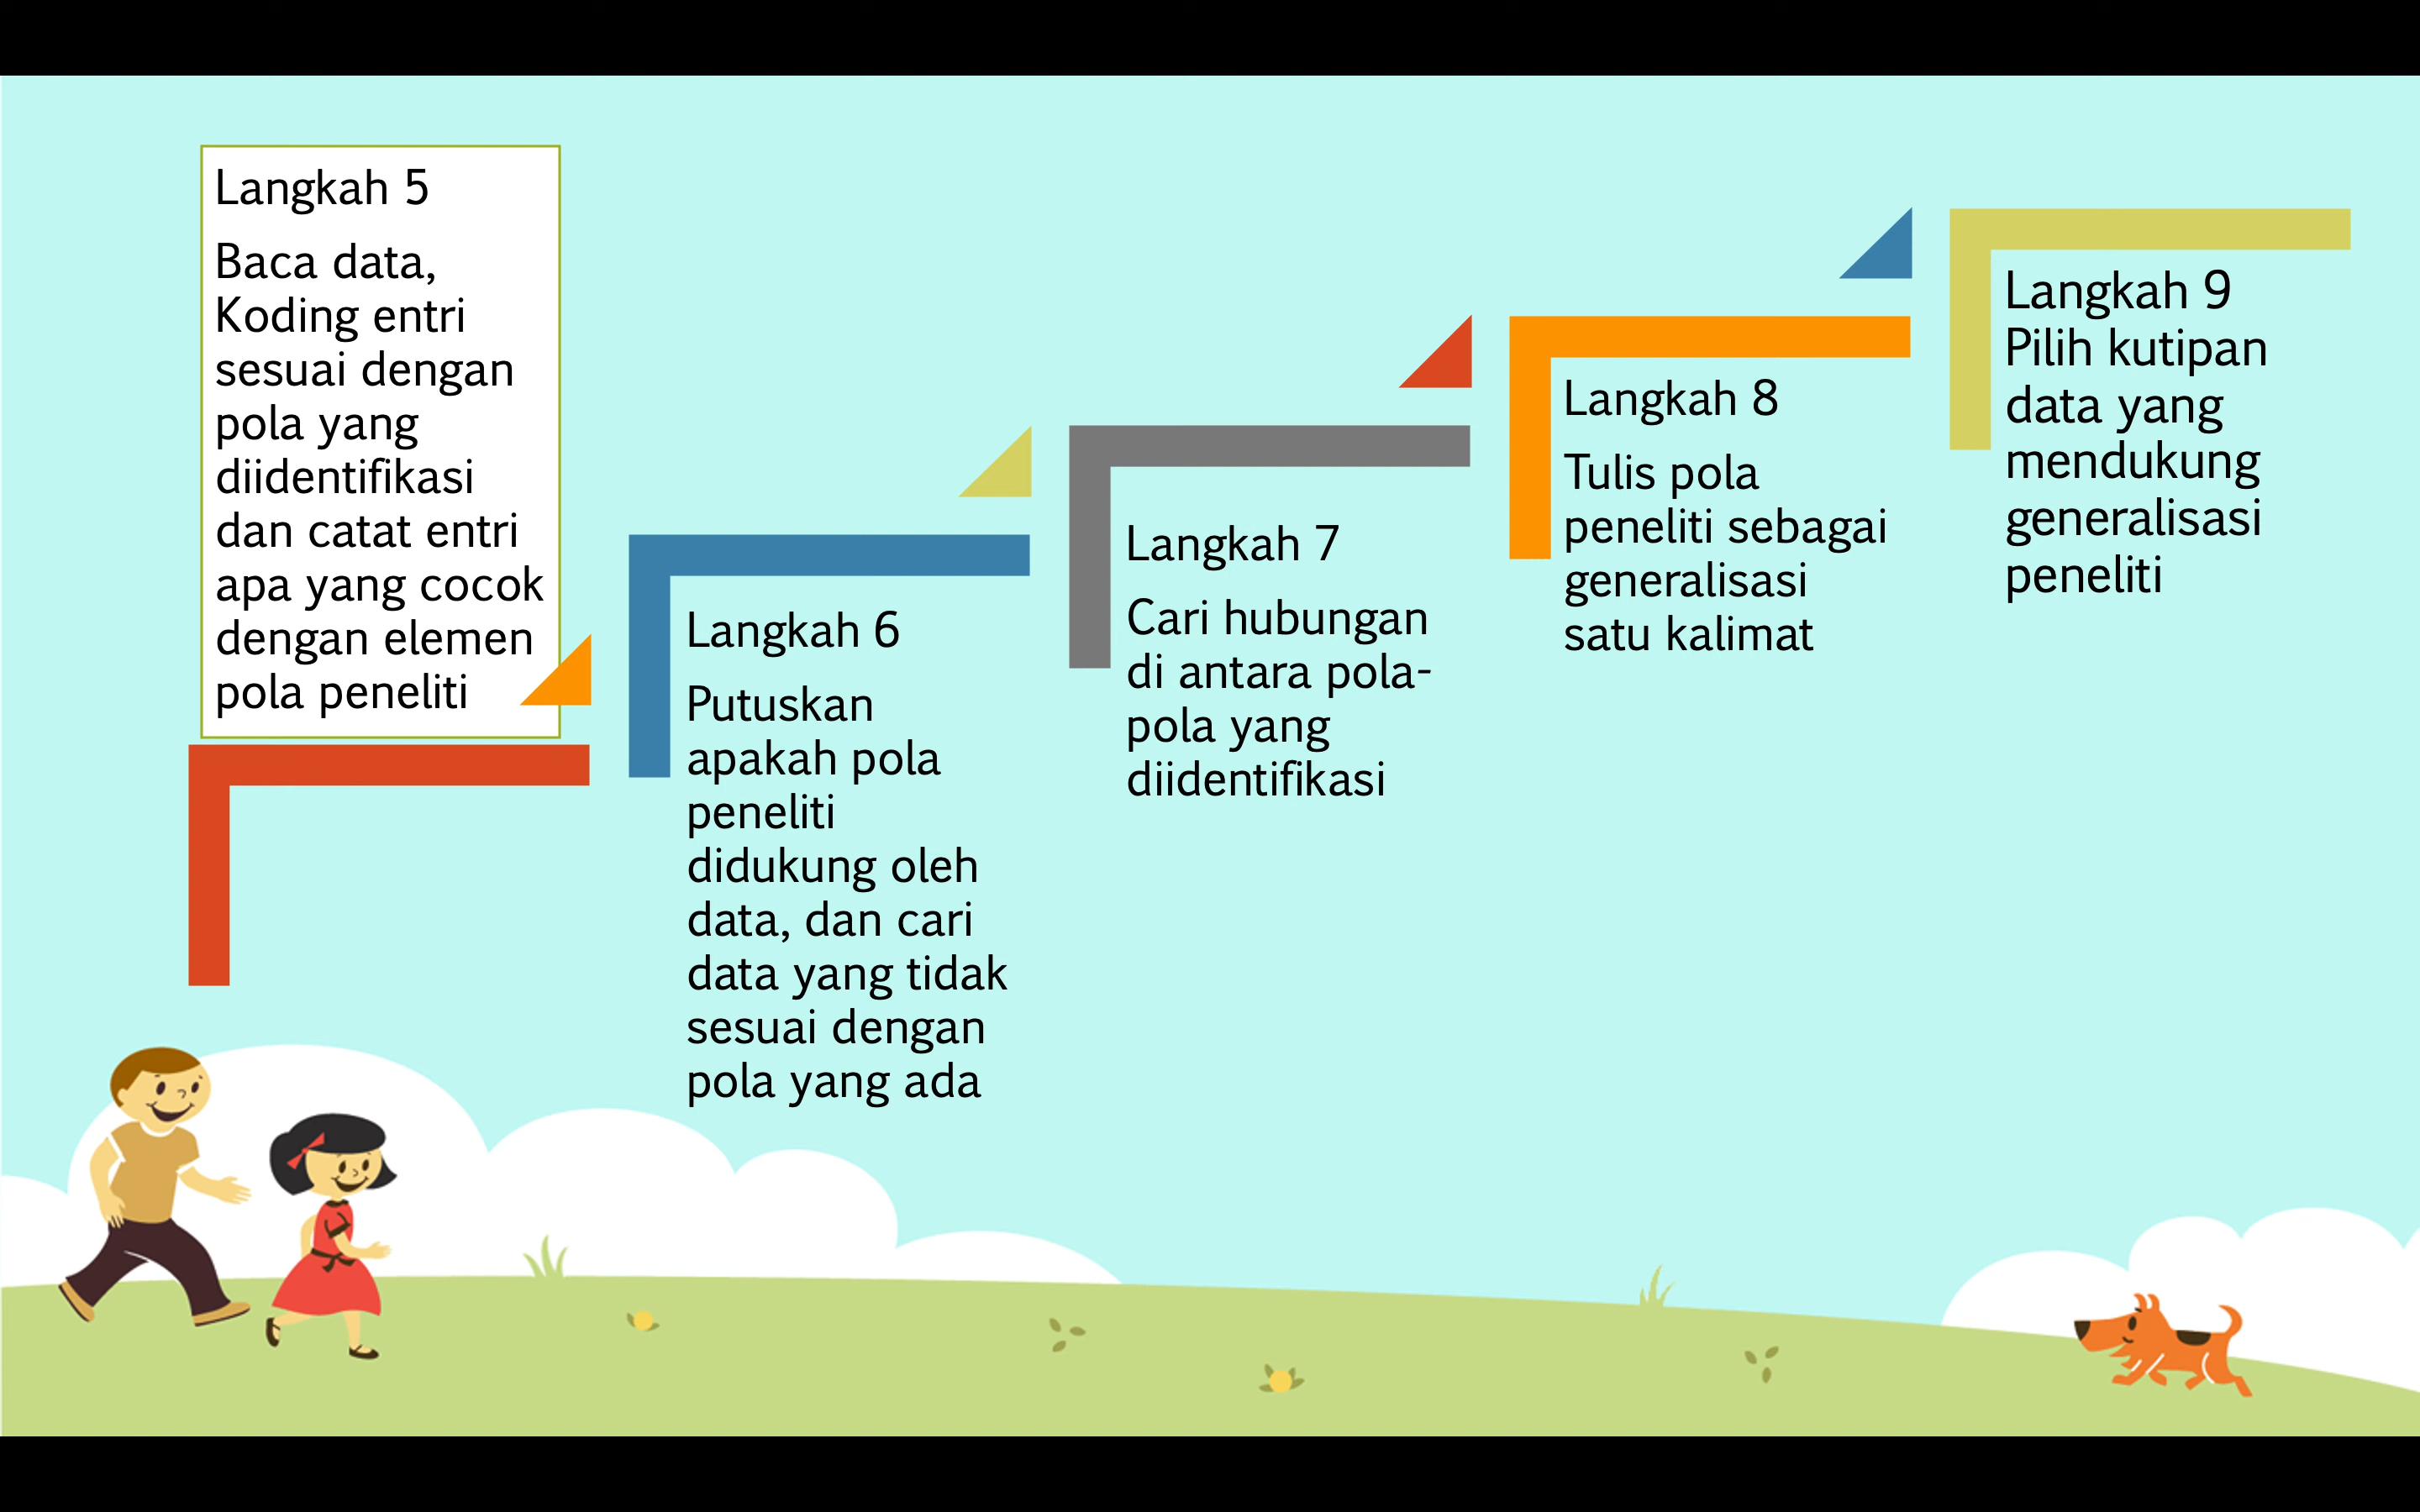 Langkah 5
Baca data,
Koding entri
sesuai dengan
pola yang
diidentifikasi
dan catat entri
apa yang cocok
dengan elemen
pola peneliti
Langkah 6
Putuskan
apakah pola
peneliti
didukung oleh
data, dan cari
data yang tidak
sesuai dengan
pola yang ada
Langkah 7
Cari hubungan
di antara pola-
pola yang
diidentifikasi
Langkah 8
Tulis pola
peneliti sebagai
generalisasi
satu kalimat
Langkah 9
Pilih kutipan
data yang
mendukung
generalisasi
peneliti